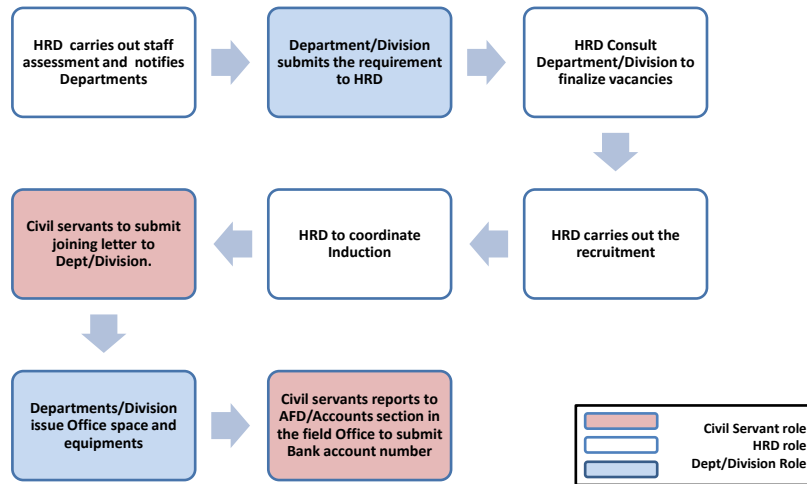 HRD carries out staff
assessment and notifies
Departments
Department/Division
submits the requirement
to HRD
HRD Consult
Department/Division to
finalize vacancies
HRD carries out the
recruitment
HRD to coordinate
Induction
Civil servants to submit
joining letter to
Dept/Division.
Departments/Division
issue Office space and
equipments
Civil servants reports to
AFD/Accounts section in
the field Office to submit
Bank account number
Civil Servant role
HRD role
Dept/Division Role